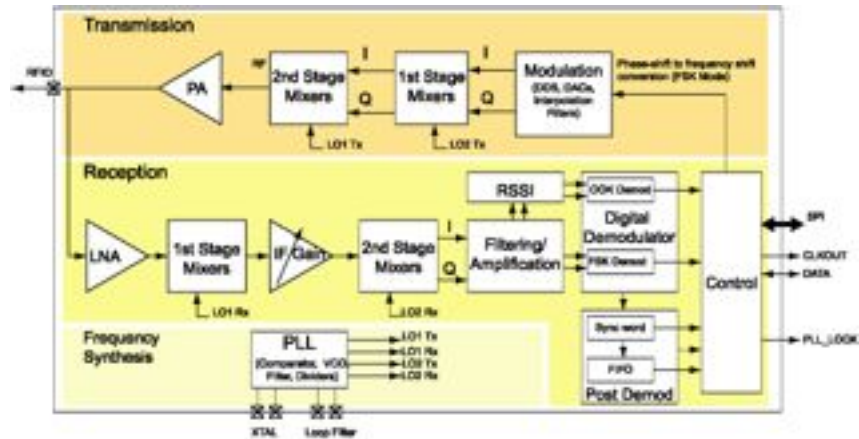 Transmission
RFIO
PA
RF
2nd Stage
Mixers
I
Q
1st Stage
Mixers
I
Q
Modulation
(DDS, DACs,
Interpolation
Filters)
Phase-shift to frequency shift
conversion (FSK Mode)
LO1 Tx
LO2 Tx
Reception
LNA
1st Stage
Mixers
IF Gain
2nd Stage
Mixers
I
Q
RSSI
Filtering/
Amplification
OOK Demod
Digital
Demodulator
FSK Demod
Control
SPI
CLKOUT
DATA
PLL_LOCK
LO1 Rx
LO2 Rx
Sync word
FIFO
Post Demod
Frequency
Synthesis
PLL
(Comparator, VCO
Filter, Dividers)
LO1 Tx
LO1 Rx
LO2 Tx
LO2 Rx
XTAL
Loop Filter